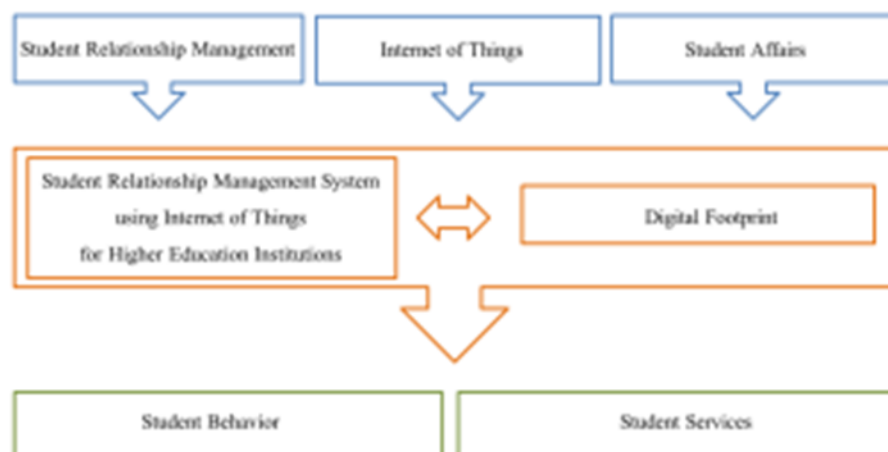 Student Relationship Management
Internet of Things
Student Affairs
Student Relationship Management System
using Internet of Things
for Higher Education Institutions
Digital Footprint
Student Behavior
Student Services